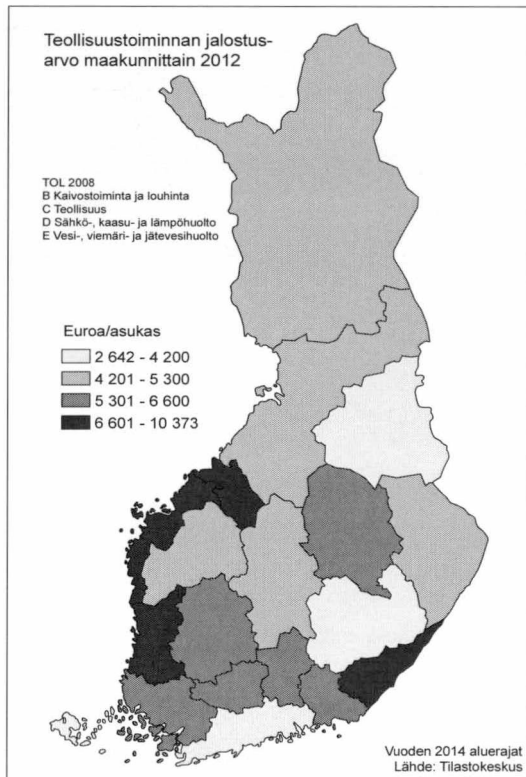 Teollisuustoiminnan jalostus-
arvo maakunnittain 2012
TOL 2008
B Kaivostoiminta ja louhinta
C Teollisuus
D Sähkö-, kaasu- ja lämpöhuolto
E Vesi-, viemäri- ja jätevesihuolto
Euroa/asukas
2 642 - 4 200
4 201 - 5 300
5 301 - 6 600
6 601 - 10 373
Vuoden 2014 aluerajat
Lähde: Tilastokeskus